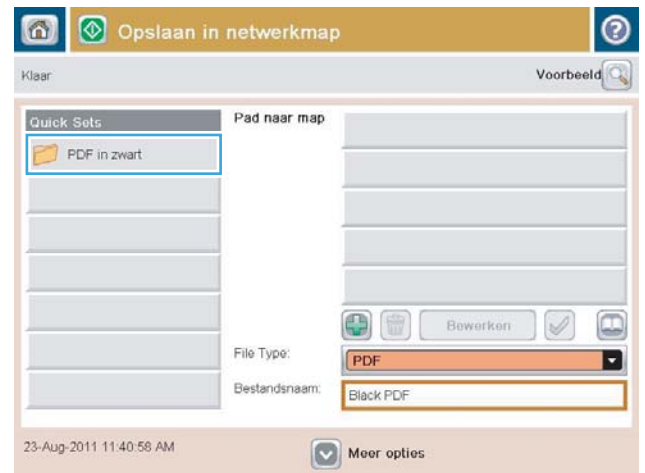 Opslaan in netwerkmap
Klaar
Voorbeeld
Quick Sets
PDF in zwart
Pad naar map
Bewerken
File Type:
PDF
Bestandsnaam:
Black PDF
23-Aug-2011 11:40:58 AM
Meer opties